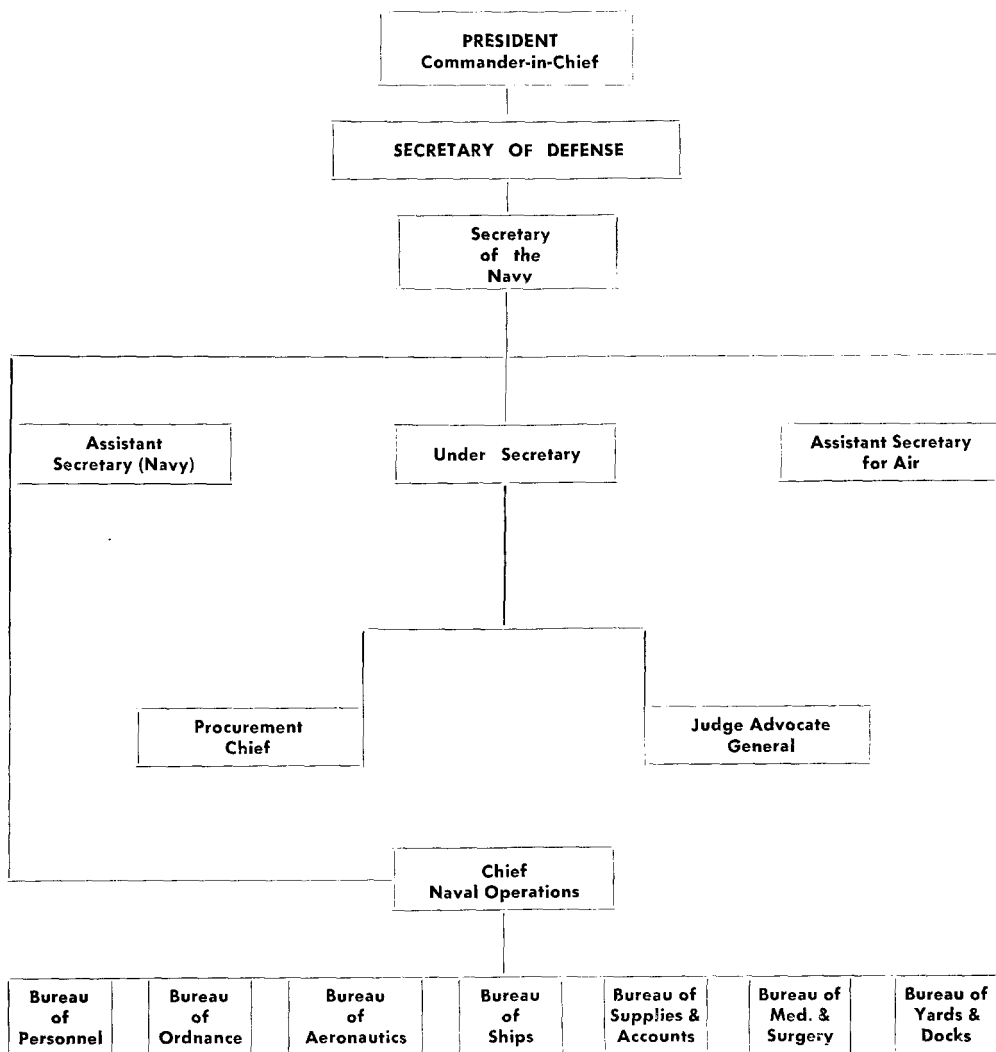 PRESIDENT
Commander-in-Chief
SECRETARY OF DEFENSE
Secretary
of the
Navy
Assistant
Secretary (Navy)
Under Secretary
Assistant Secretary
for Air
Procurement
Chief
Judge Advocate
General
Chief
Naval Operations
Bureau
of
Personnel
Bureau
of
Ordnance
Bureau
of
Aeronautics
Bureau
of
Ships
Bureau of
Supplies &
Accounts
Bureau of
Med. &
Surgery
Bureau of
Yards &
Docks